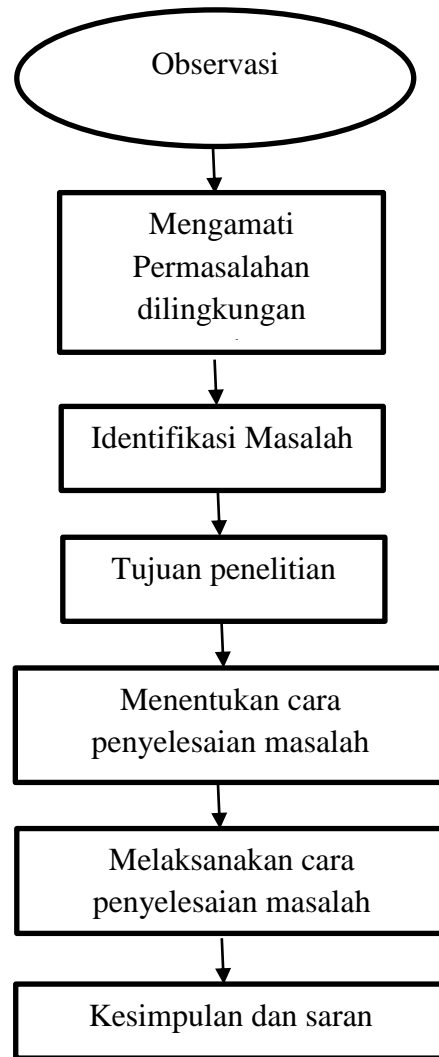 Observasi
Mengamati
Permasalahan
dilingkungan
Identifikasi Masalah
Tujuan penelitian
Menentukan cara
penyelesaian masalah
Melaksanakan cara
penyelesaian masalah
Kesimpulan dan saran